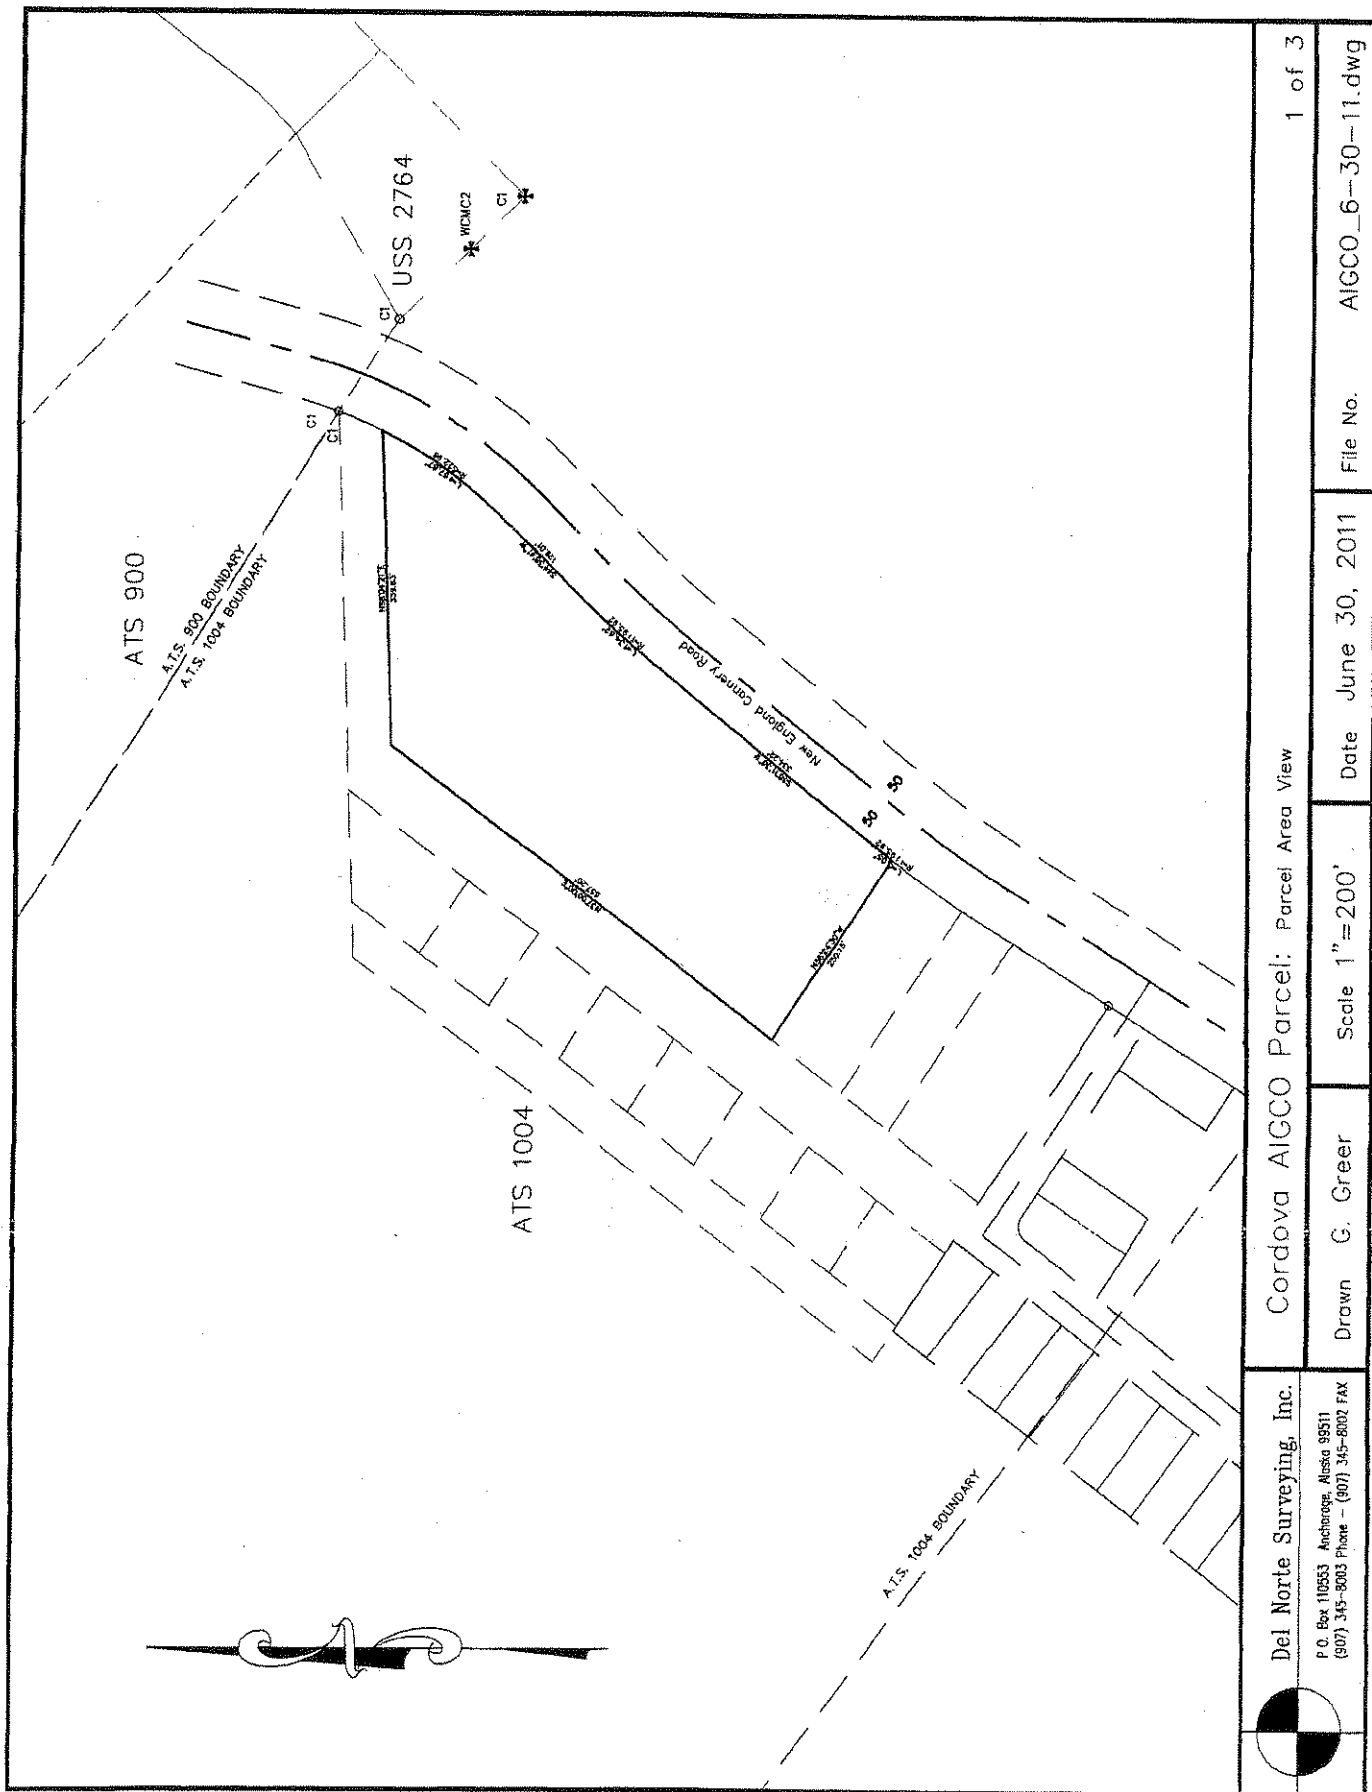 ATS 900
A.T.S. 900 BOUNDARY
A.T.S. 1004 BOUNDARY
C1
C1
C1
USS 2764
WCMC2
C1
New England Cannery Road
50
50
ATS 1004
A.T.S. 1004 BOUNDARY
Del Norte Surveying, Inc.
P.O. Box 110553 Anchorage, Alaska 99511
(907) 345-8003 Phone - (907) 345-8002 FAX
Cordova AIGCO Parcel: Parcel Area View
1 of 3
Drawn G. Greer
Scale 1"=200'
Date June 30, 2011
File No. AIGCO_6-30-11.dwg